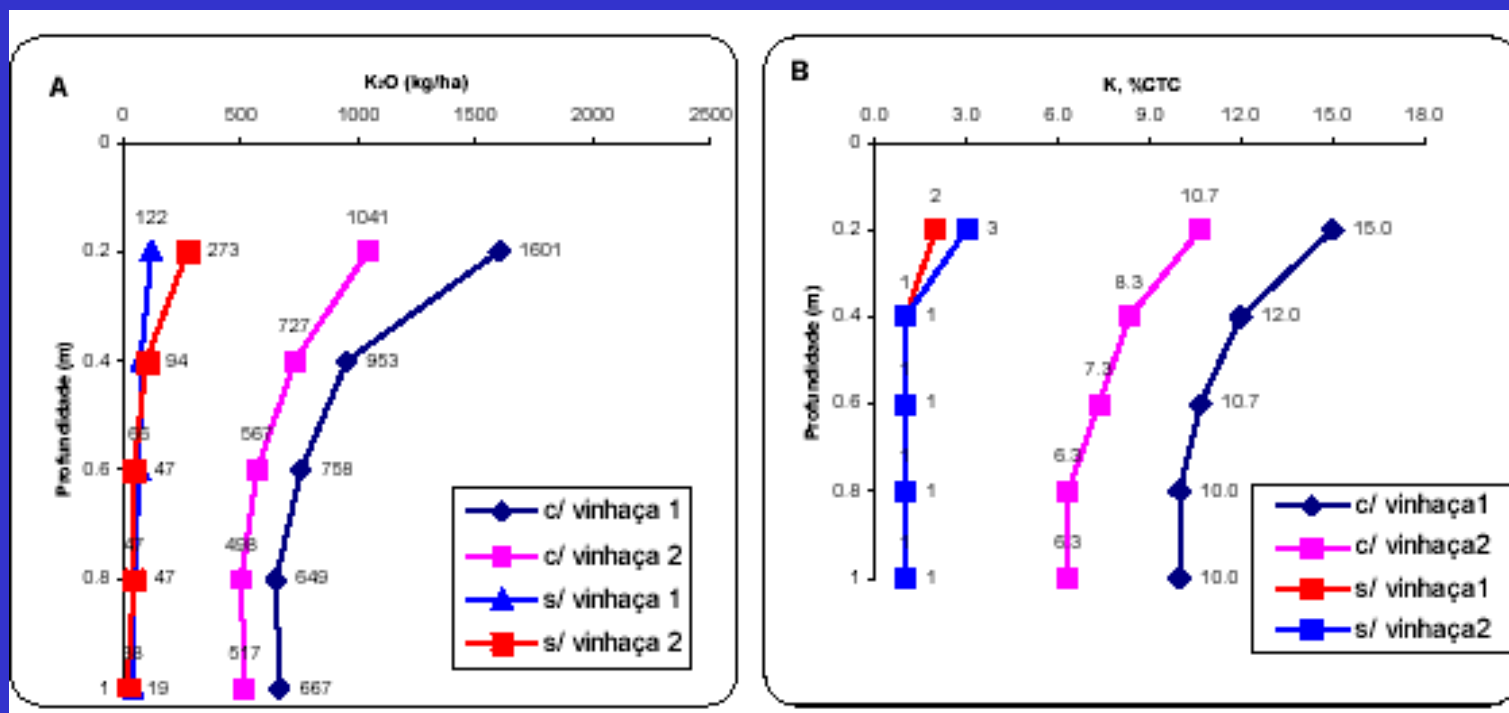 A
K₂O (kg/ha)
0 500 1000 1500 2000 2500
0
122 1041
0.2 273 1601
727
0.4 94 953
567
0.6 47 758
47 498
0.8 47 649
517
1 19 667
Profundidade (m)
c/ vinhaça 1
c/ vinhaça 2
s/ vinhaça 1
s/ vinhaça 2
B
K, %CTC
0.0 3.0 6.0 9.0 12.0 15.0 18.0
0
2 10.7
0.2 3 15.0
1 8.3
0.4 1 12.0
7.3
0.6 1 10.7
6.3
0.8 1 10.0
6.3
1 1 10.0
Profundidade (m)
c/ vinhaça1
c/ vinhaça2
s/ vinhaça1
s/ vinhaça2